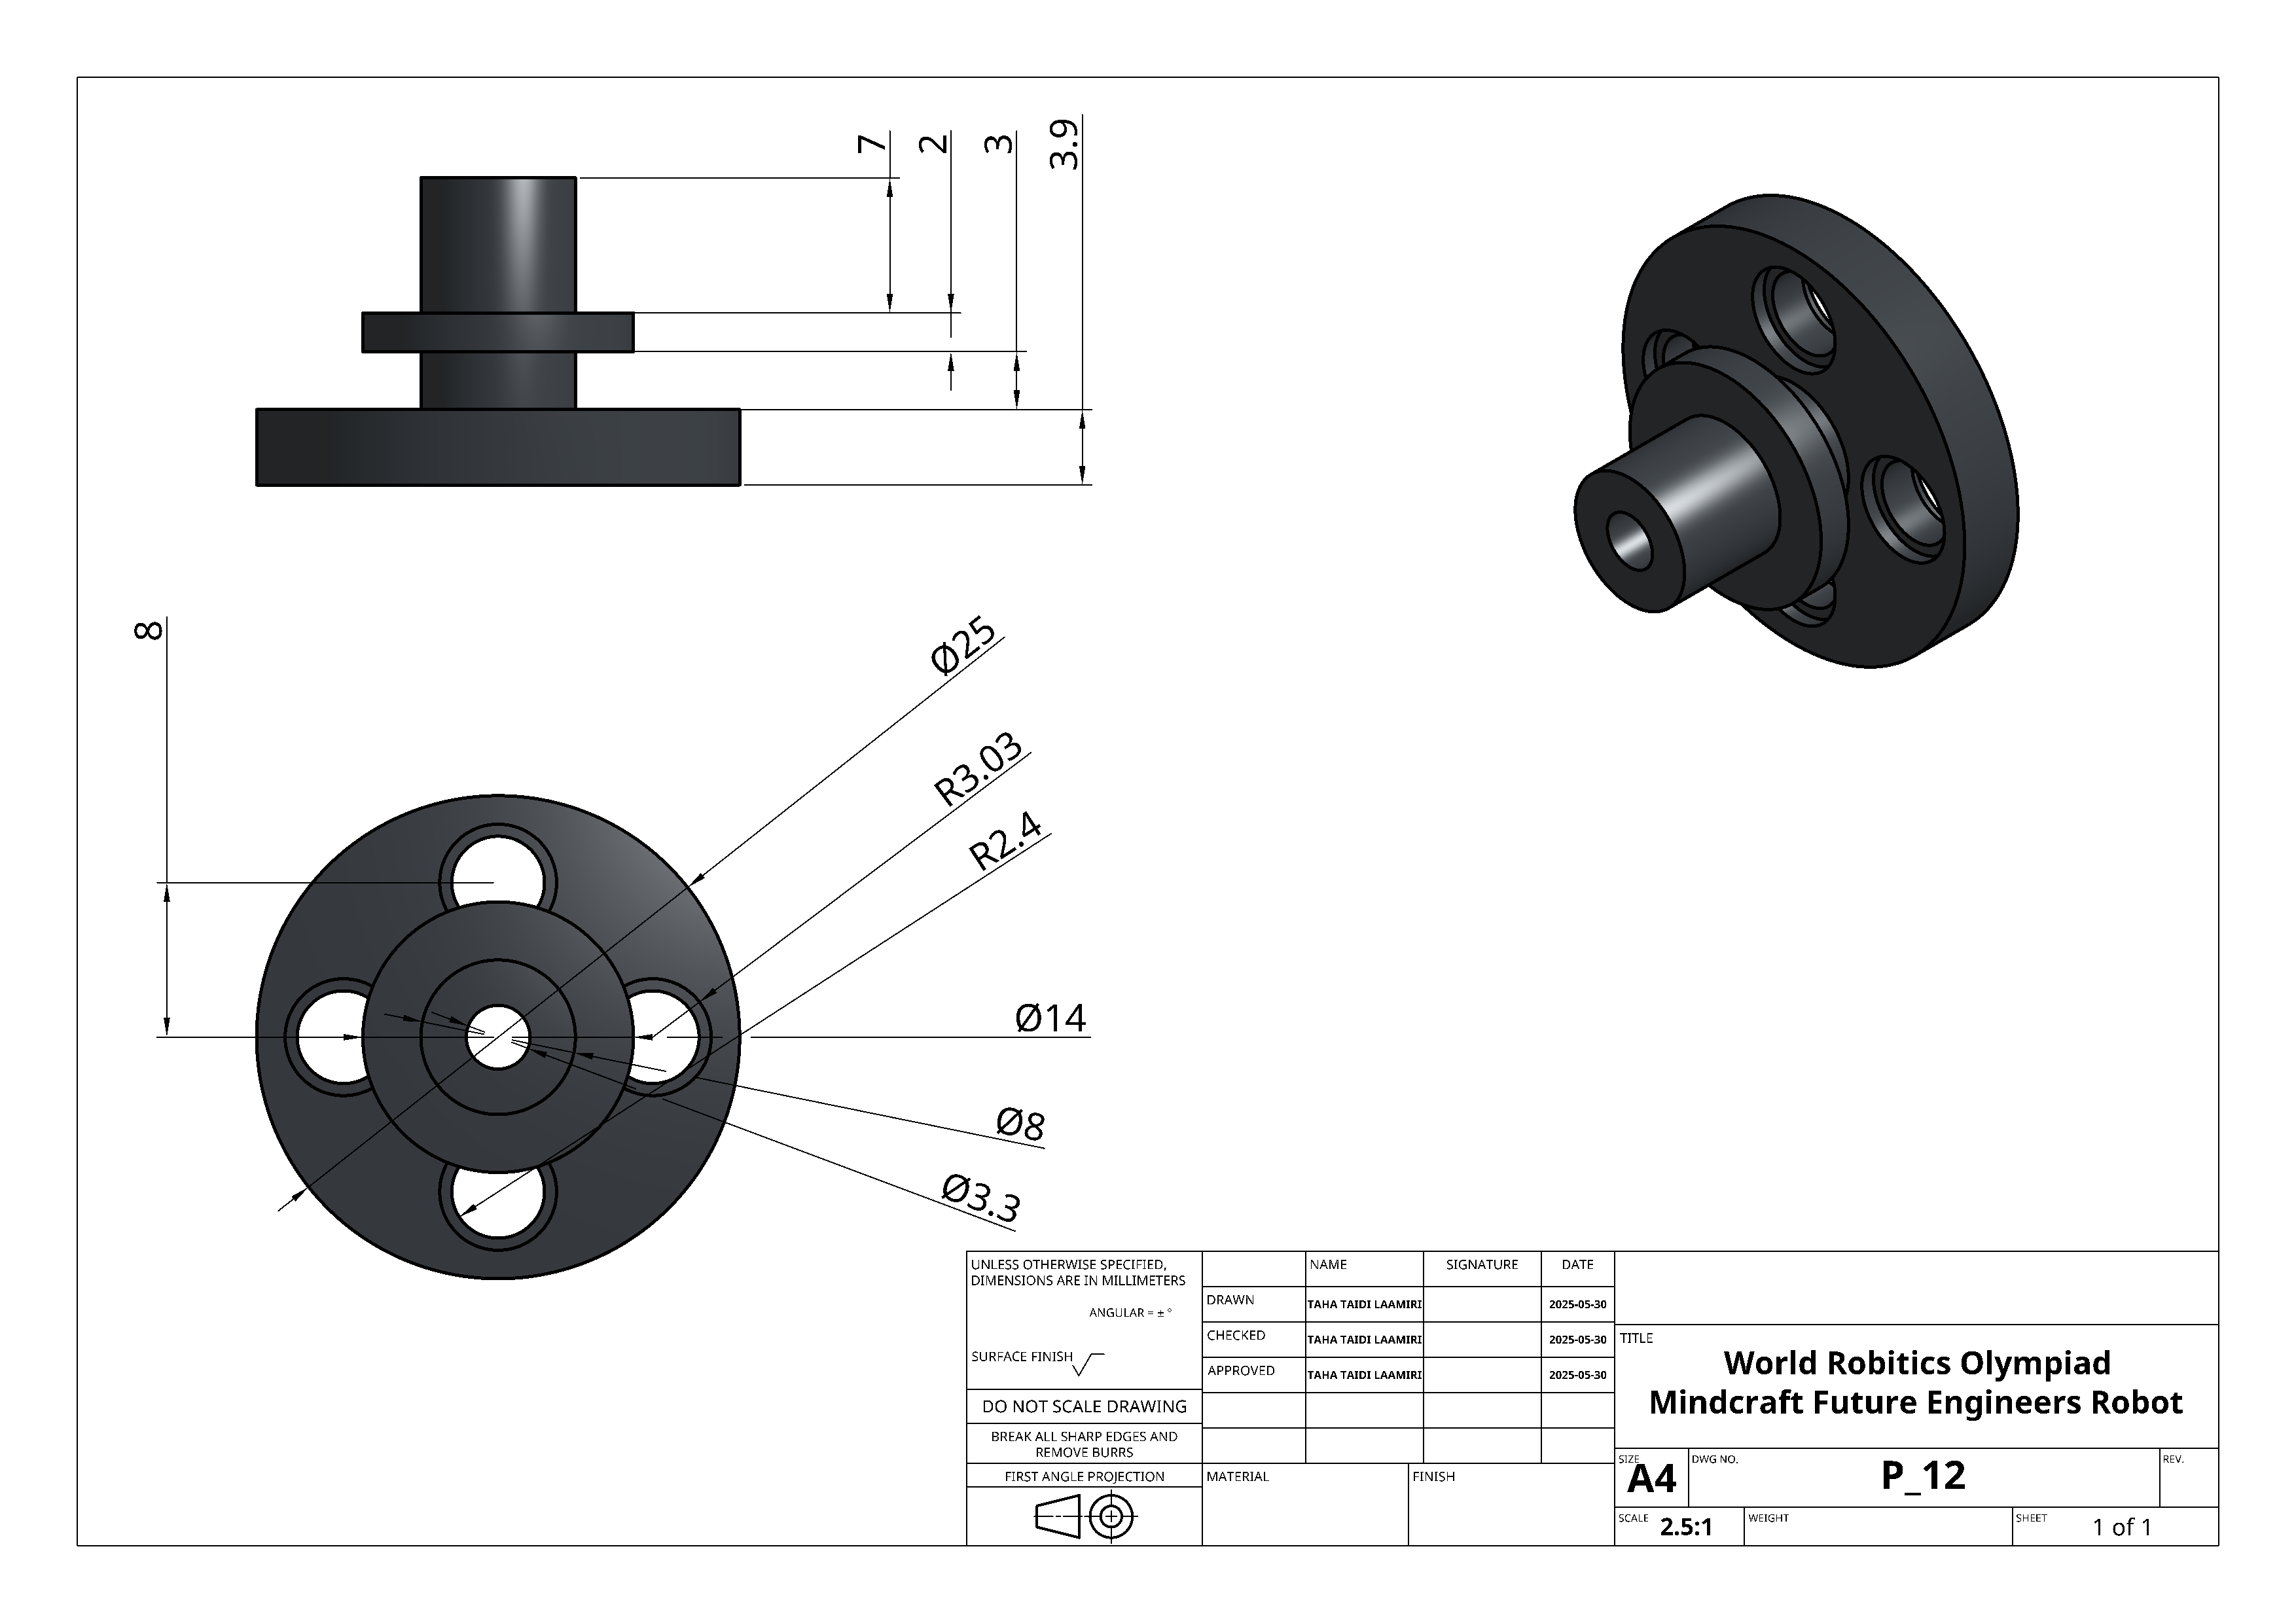 7
2
3
3.9
8
Ø25
R3.03
R2.4
Ø14
Ø8
Ø3.3
UNLESS OTHERWISE SPECIFIED,
DIMENSIONS ARE IN MILLIMETERS
ANGULAR = ± °
SURFACE FINISH
DO NOT SCALE DRAWING
BREAK ALL SHARP EDGES AND
REMOVE BURRS
FIRST ANGLE PROJECTION
NAME SIGNATURE DATE
DRAWN TAHA TAIDI LAAMIRI 2025-05-30
CHECKED TAHA TAIDI LAAMIRI 2025-05-30
APPROVED TAHA TAIDI LAAMIRI 2025-05-30
MATERIAL FINISH
TITLE
World Robitics Olympiad
Mindcraft Future Engineers Robot
SIZE A4 DWG NO. P_12 REV.
SCALE 2.5:1 WEIGHT SHEET 1 of 1